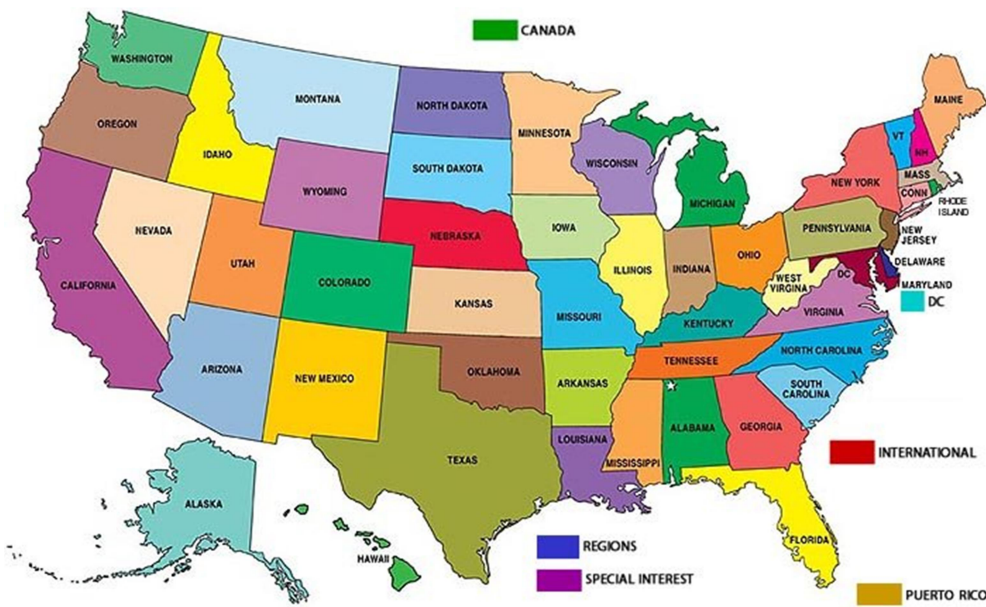 CANADA
WASHINGTON
MONTANA
NORTH DAKOTA
MINNESOTA
MAINE
OREGON
IDAHO
WYOMING
SOUTH DAKOTA
WISCONSIN
MICHIGAN
VT
NH
NEW YORK
MASS
CONN
RHODE
ISLAND
NEVADA
UTAH
COLORADO
NEBRASKA
IOWA
ILLINOIS
INDIANA
OHIO
PENNSYLVANIA
NEW
JERSEY
DELAWARE
MARYLAND
DC
DC
WEST
VIRGINA
VIRGINIA
CALIFORNIA
KANSAS
MISSOURI
KENTUCKY
ARIZONA
NEW MEXICO
OKLAHOMA
ARKANSAS
TENNESSEE
NORTH CAROLINA
SOUTH
CAROLINA
TEXAS
LOUISIANA
MISSISSIPPI
ALABAMA
GEORGIA
INTERNATIONAL
ALASKA
HAWAII
REGIONS
SPECIAL INTEREST
FLORIDA
PUERTO RICO